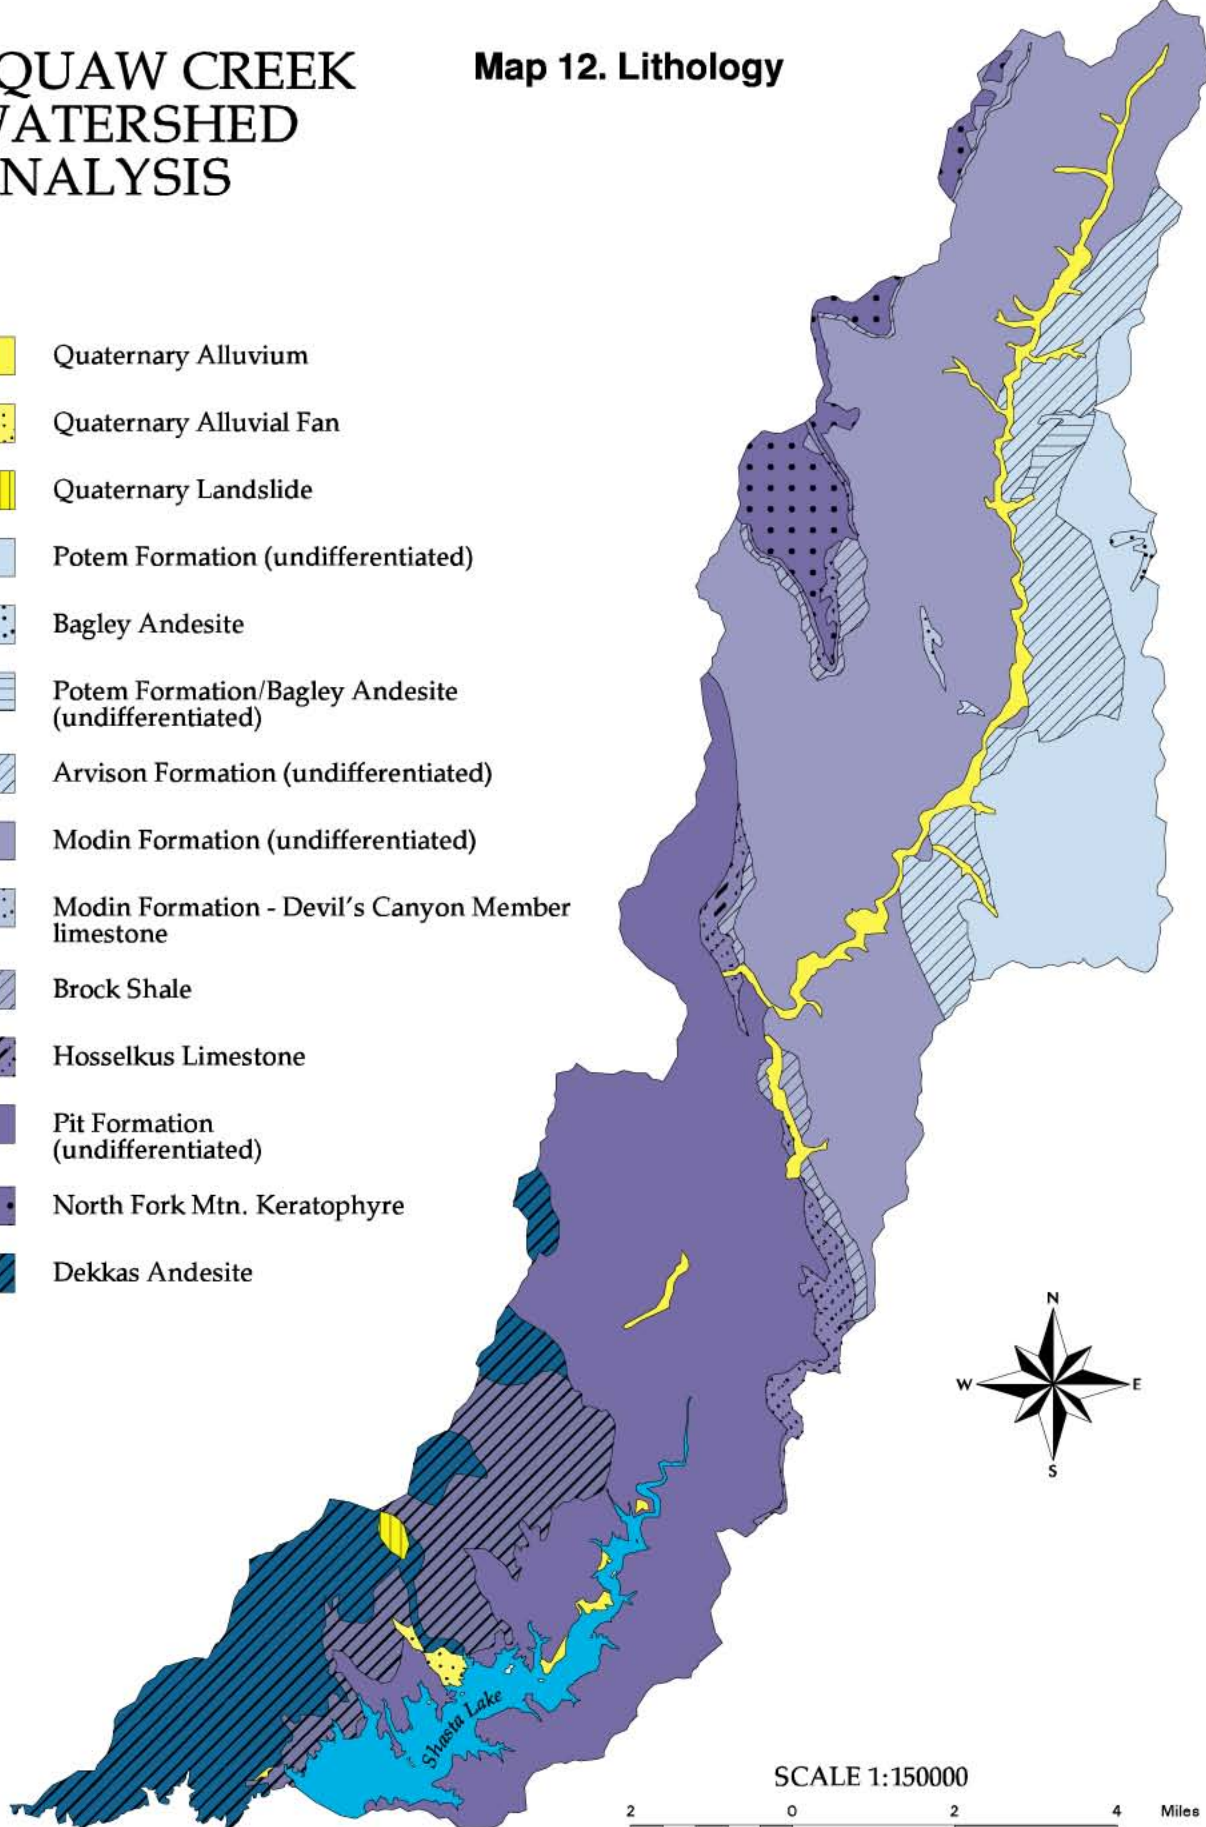 QUAW CREEK
WATERSHED
NALYSIS
Map 12. Lithology
Quaternary Alluvium
Quaternary Alluvial Fan
Quaternary Landslide
Potem Formation (undifferentiated)
Bagley Andesite
Potem Formation/Bagley Andesite
(undifferentiated)
Arvison Formation (undifferentiated)
Modin Formation (undifferentiated)
Modin Formation - Devil's Canyon Member
limestone
Brock Shale
Hosselkus Limestone
Pit Formation
(undifferentiated)
North Fork Mtn. Keratophyre
Dekkas Andesite
N
W E
S
Shasta Lake
SCALE 1:150000
2 0 2 4 Miles